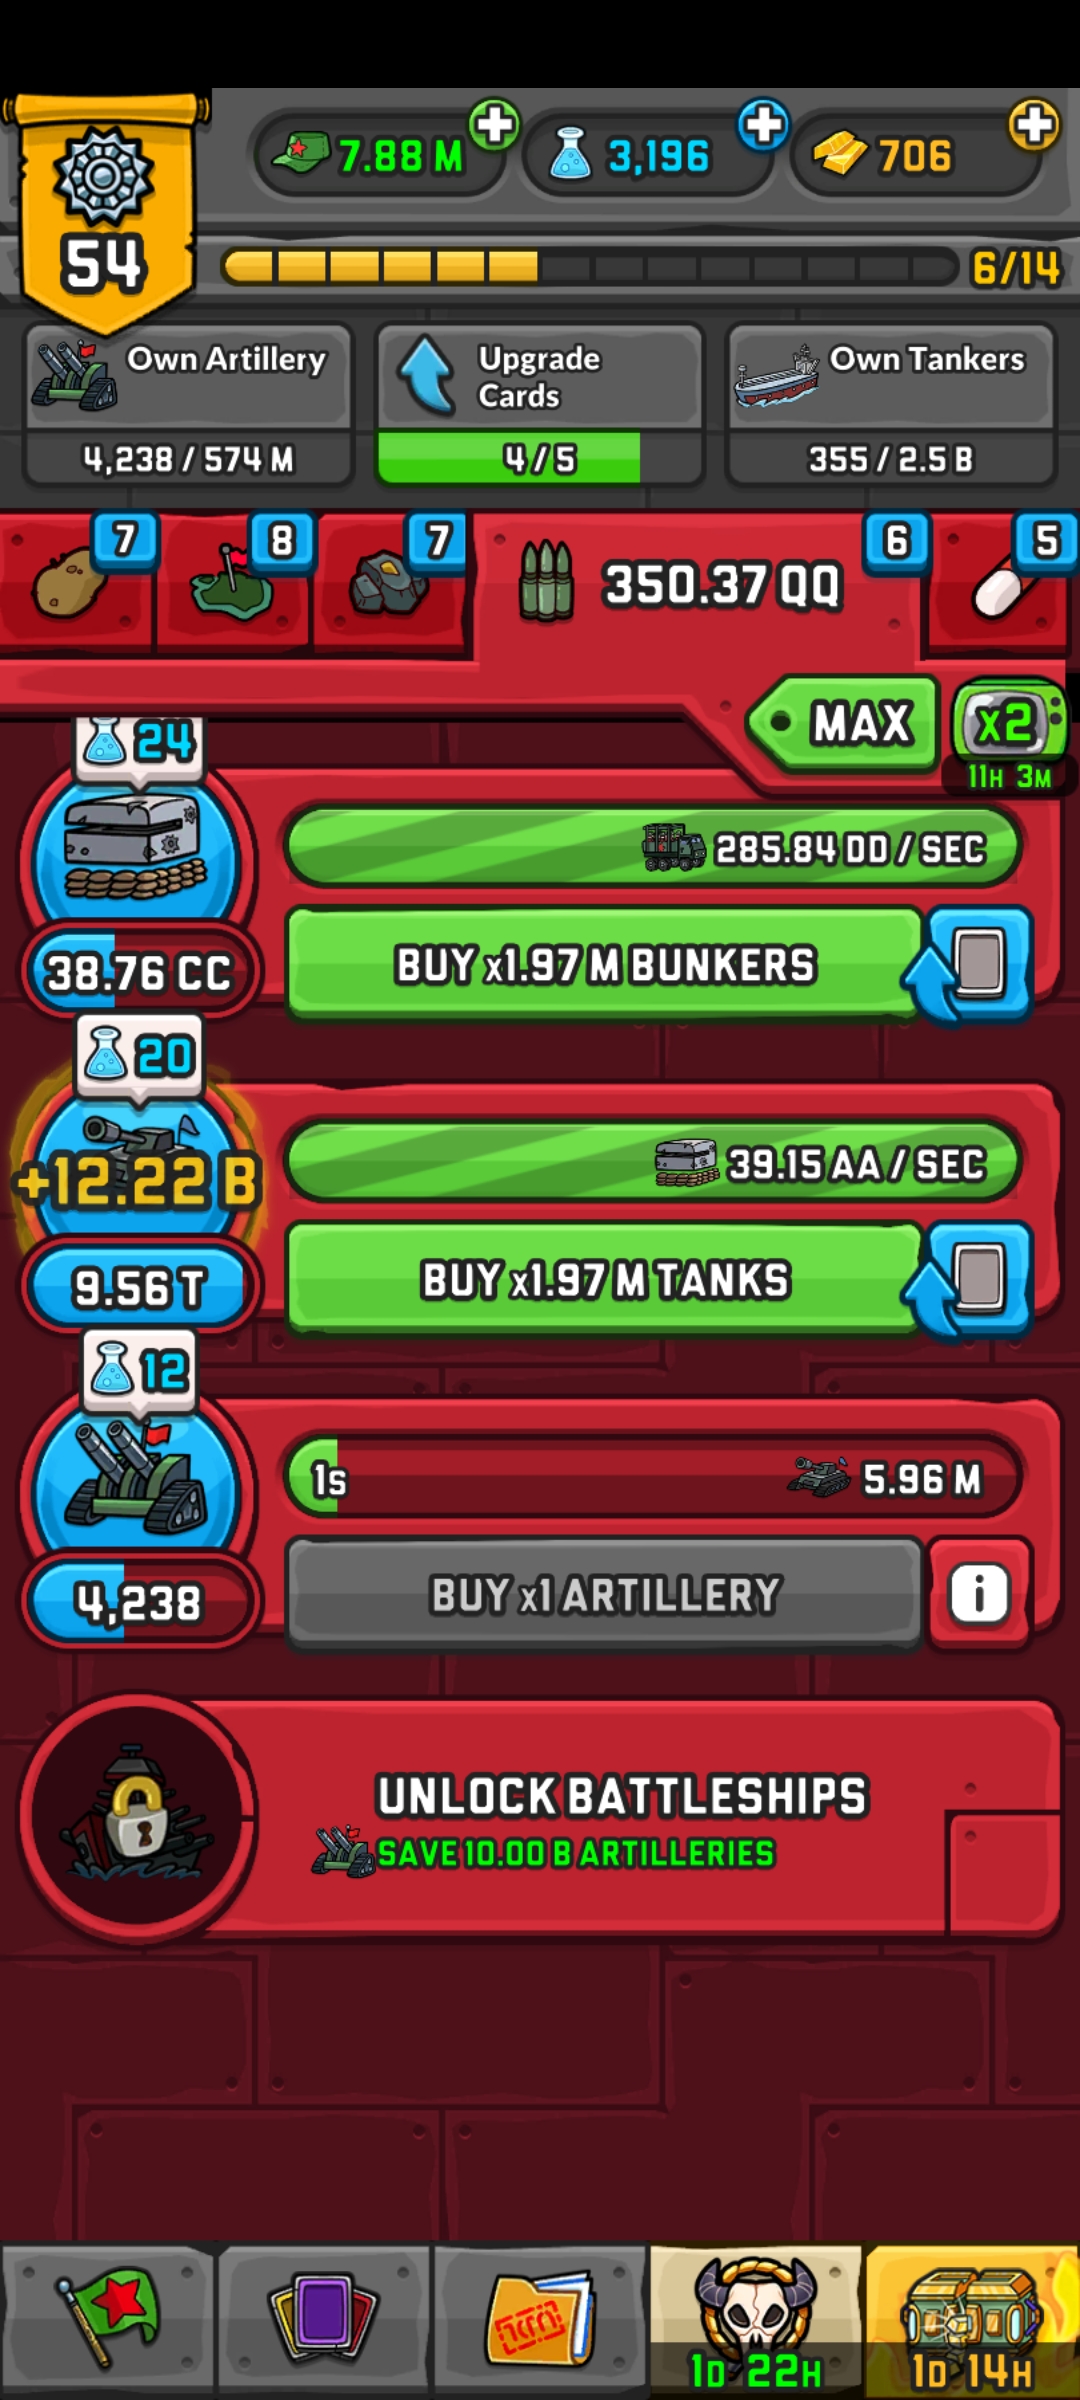 54
7.88 M
3,196
706
6/14
Own Artillery
4,238 / 574 M
Upgrade
Cards
4 / 5
Own Tankers
355 / 2.5 B
7
8
7
350.37 QQ
6
5
MAX
x2
11H 3M
24
285.84 DD / SEC
38.76 CC
BUY x1.97 M BUNKERS
20
+12.22 B
39.15 AA / SEC
9.56 T
BUY x1.97 M TANKS
12
1s
5.96 M
4,238
BUY x1 ARTILLERY
i
UNLOCK BATTLESHIPS
SAVE 10.00 B ARTILLERIES
1D 22H
1D 14H